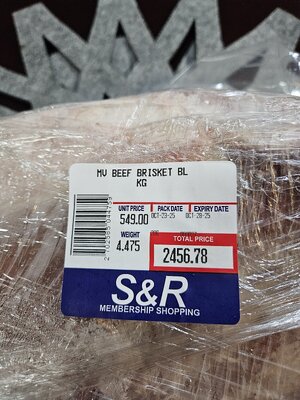 MV BEEF BRISKET BL
KG
UNIT PRICE PACK DATE EXPIRY DATE
549.00 OCT-23-25 OCT-28-25
WEIGHT
4.475
TOTAL PRICE
2456.78
S&R
MEMBERSHIP SHOPPING